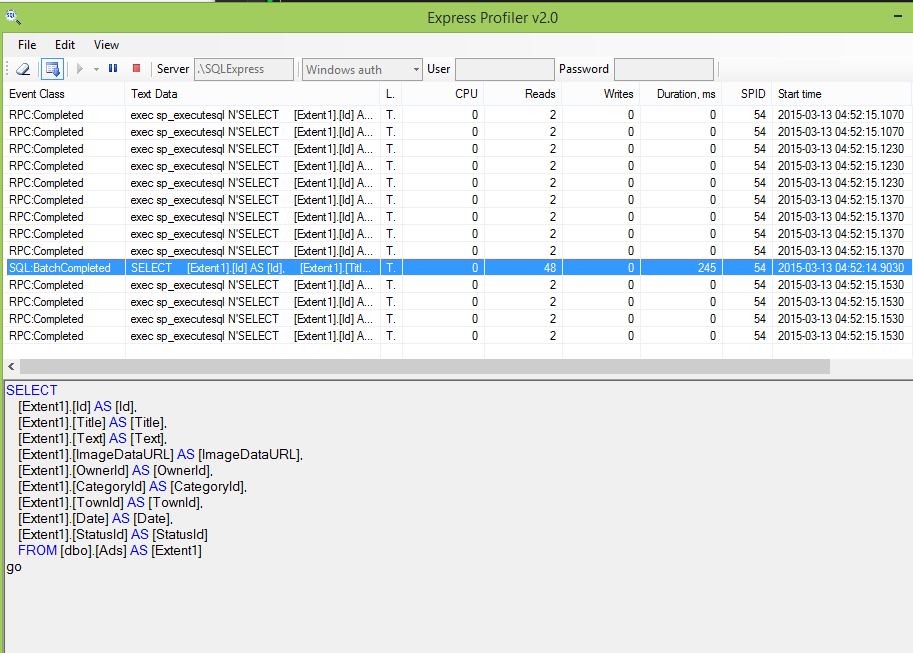 Express Profiler v2.0
File Edit View
Server .\SQLExpress Windows auth User Password
Event Class Text Data L. CPU Reads Writes Duration, ms SPID Start time
RPC:Completed exec sp_executesql N'SELECT [Extent1].[Id] A... T. 0 2 0 0 54 2015-03-13 04:52:15.1070
RPC:Completed exec sp_executesql N'SELECT [Extent1].[Id] A... T. 0 2 0 0 54 2015-03-13 04:52:15.1070
RPC:Completed exec sp_executesql N'SELECT [Extent1].[Id] A... T. 0 2 0 0 54 2015-03-13 04:52:15.1230
RPC:Completed exec sp_executesql N'SELECT [Extent1].[Id] A... T. 0 2 0 0 54 2015-03-13 04:52:15.1230
RPC:Completed exec sp_executesql N'SELECT [Extent1].[Id] A... T. 0 2 0 0 54 2015-03-13 04:52:15.1230
RPC:Completed exec sp_executesql N'SELECT [Extent1].[Id] A... T. 0 2 0 0 54 2015-03-13 04:52:15.1370
RPC:Completed exec sp_executesql N'SELECT [Extent1].[Id] A... T. 0 2 0 0 54 2015-03-13 04:52:15.1370
RPC:Completed exec sp_executesql N'SELECT [Extent1].[Id] A... T. 0 2 0 0 54 2015-03-13 04:52:15.1370
RPC:Completed exec sp_executesql N'SELECT [Extent1].[Id] A... T. 0 2 0 0 54 2015-03-13 04:52:15.1370
SQL:BatchCompleted SELECT [Extent1].[Id] AS [Id], [Extent1].[Titl... T. 0 48 0 245 54 2015-03-13 04:52:14.9030
RPC:Completed exec sp_executesql N'SELECT [Extent1].[Id] A... T. 0 2 0 0 54 2015-03-13 04:52:15.1530
RPC:Completed exec sp_executesql N'SELECT [Extent1].[Id] A... T. 0 2 0 0 54 2015-03-13 04:52:15.1530
RPC:Completed exec sp_executesql N'SELECT [Extent1].[Id] A... T. 0 2 0 0 54 2015-03-13 04:52:15.1530
RPC:Completed exec sp_executesql N'SELECT [Extent1].[Id] A... T. 0 2 0 0 54 2015-03-13 04:52:15.1530
SELECT
[Extent1].[Id] AS [Id],
[Extent1].[Title] AS [Title],
[Extent1].[Text] AS [Text],
[Extent1].[ImageDataURL] AS [ImageDataURL],
[Extent1].[OwnerId] AS [OwnerId],
[Extent1].[CategoryId] AS [CategoryId],
[Extent1].[TownId] AS [TownId],
[Extent1].[Date] AS [Date],
[Extent1].[StatusId] AS [StatusId]
FROM [dbo].[Ads] AS [Extent1]
go